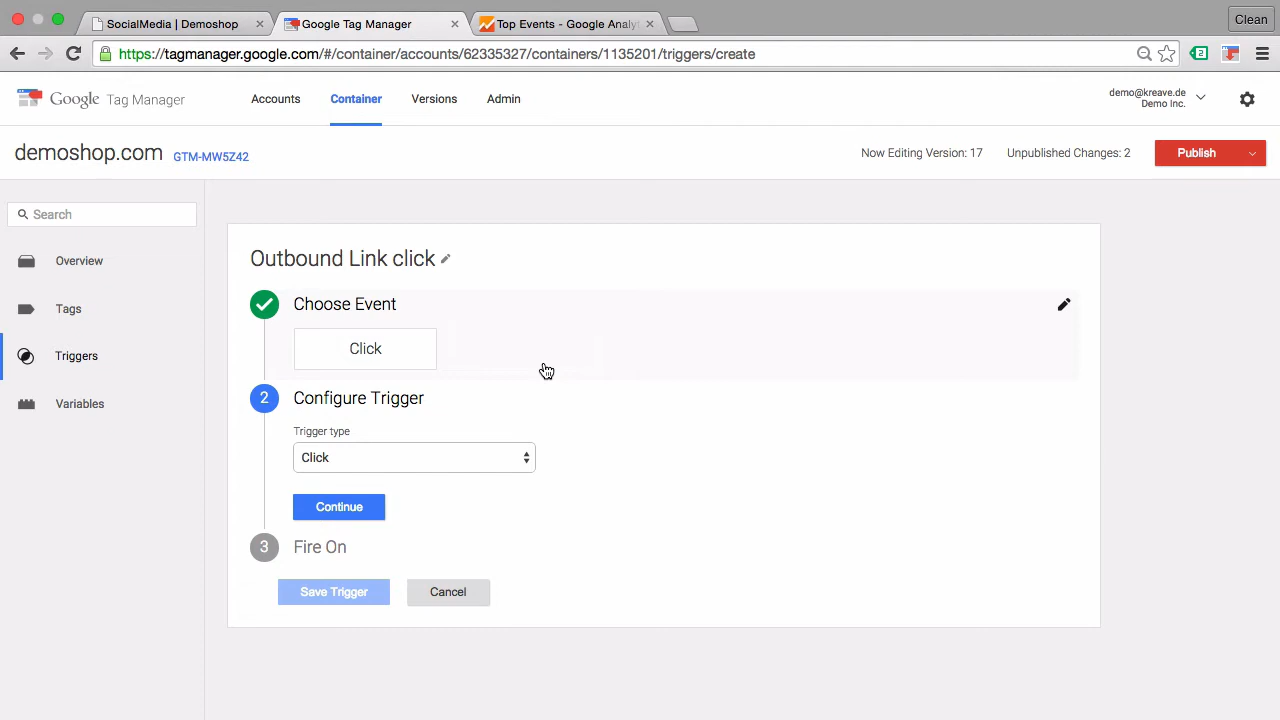 SocialMedia | Demoshop
Google Tag Manager
Top Events - Google Analyt
Clean
https://tagmanager.google.com/#/container/accounts/62335327/containers/1135201/triggers/create
2
Google Tag Manager
Accounts
Container
Versions
Admin
demo@kreave.de
Demo Inc.
demoshop.com GTM-MW5Z42
Now Editing Version: 17
Unpublished Changes: 2
Publish
Search
Overview
Tags
Triggers
Variables
Outbound Link click
Choose Event
Click
2 Configure Trigger
Trigger type
Click
Continue
3 Fire On
Save Trigger
Cancel